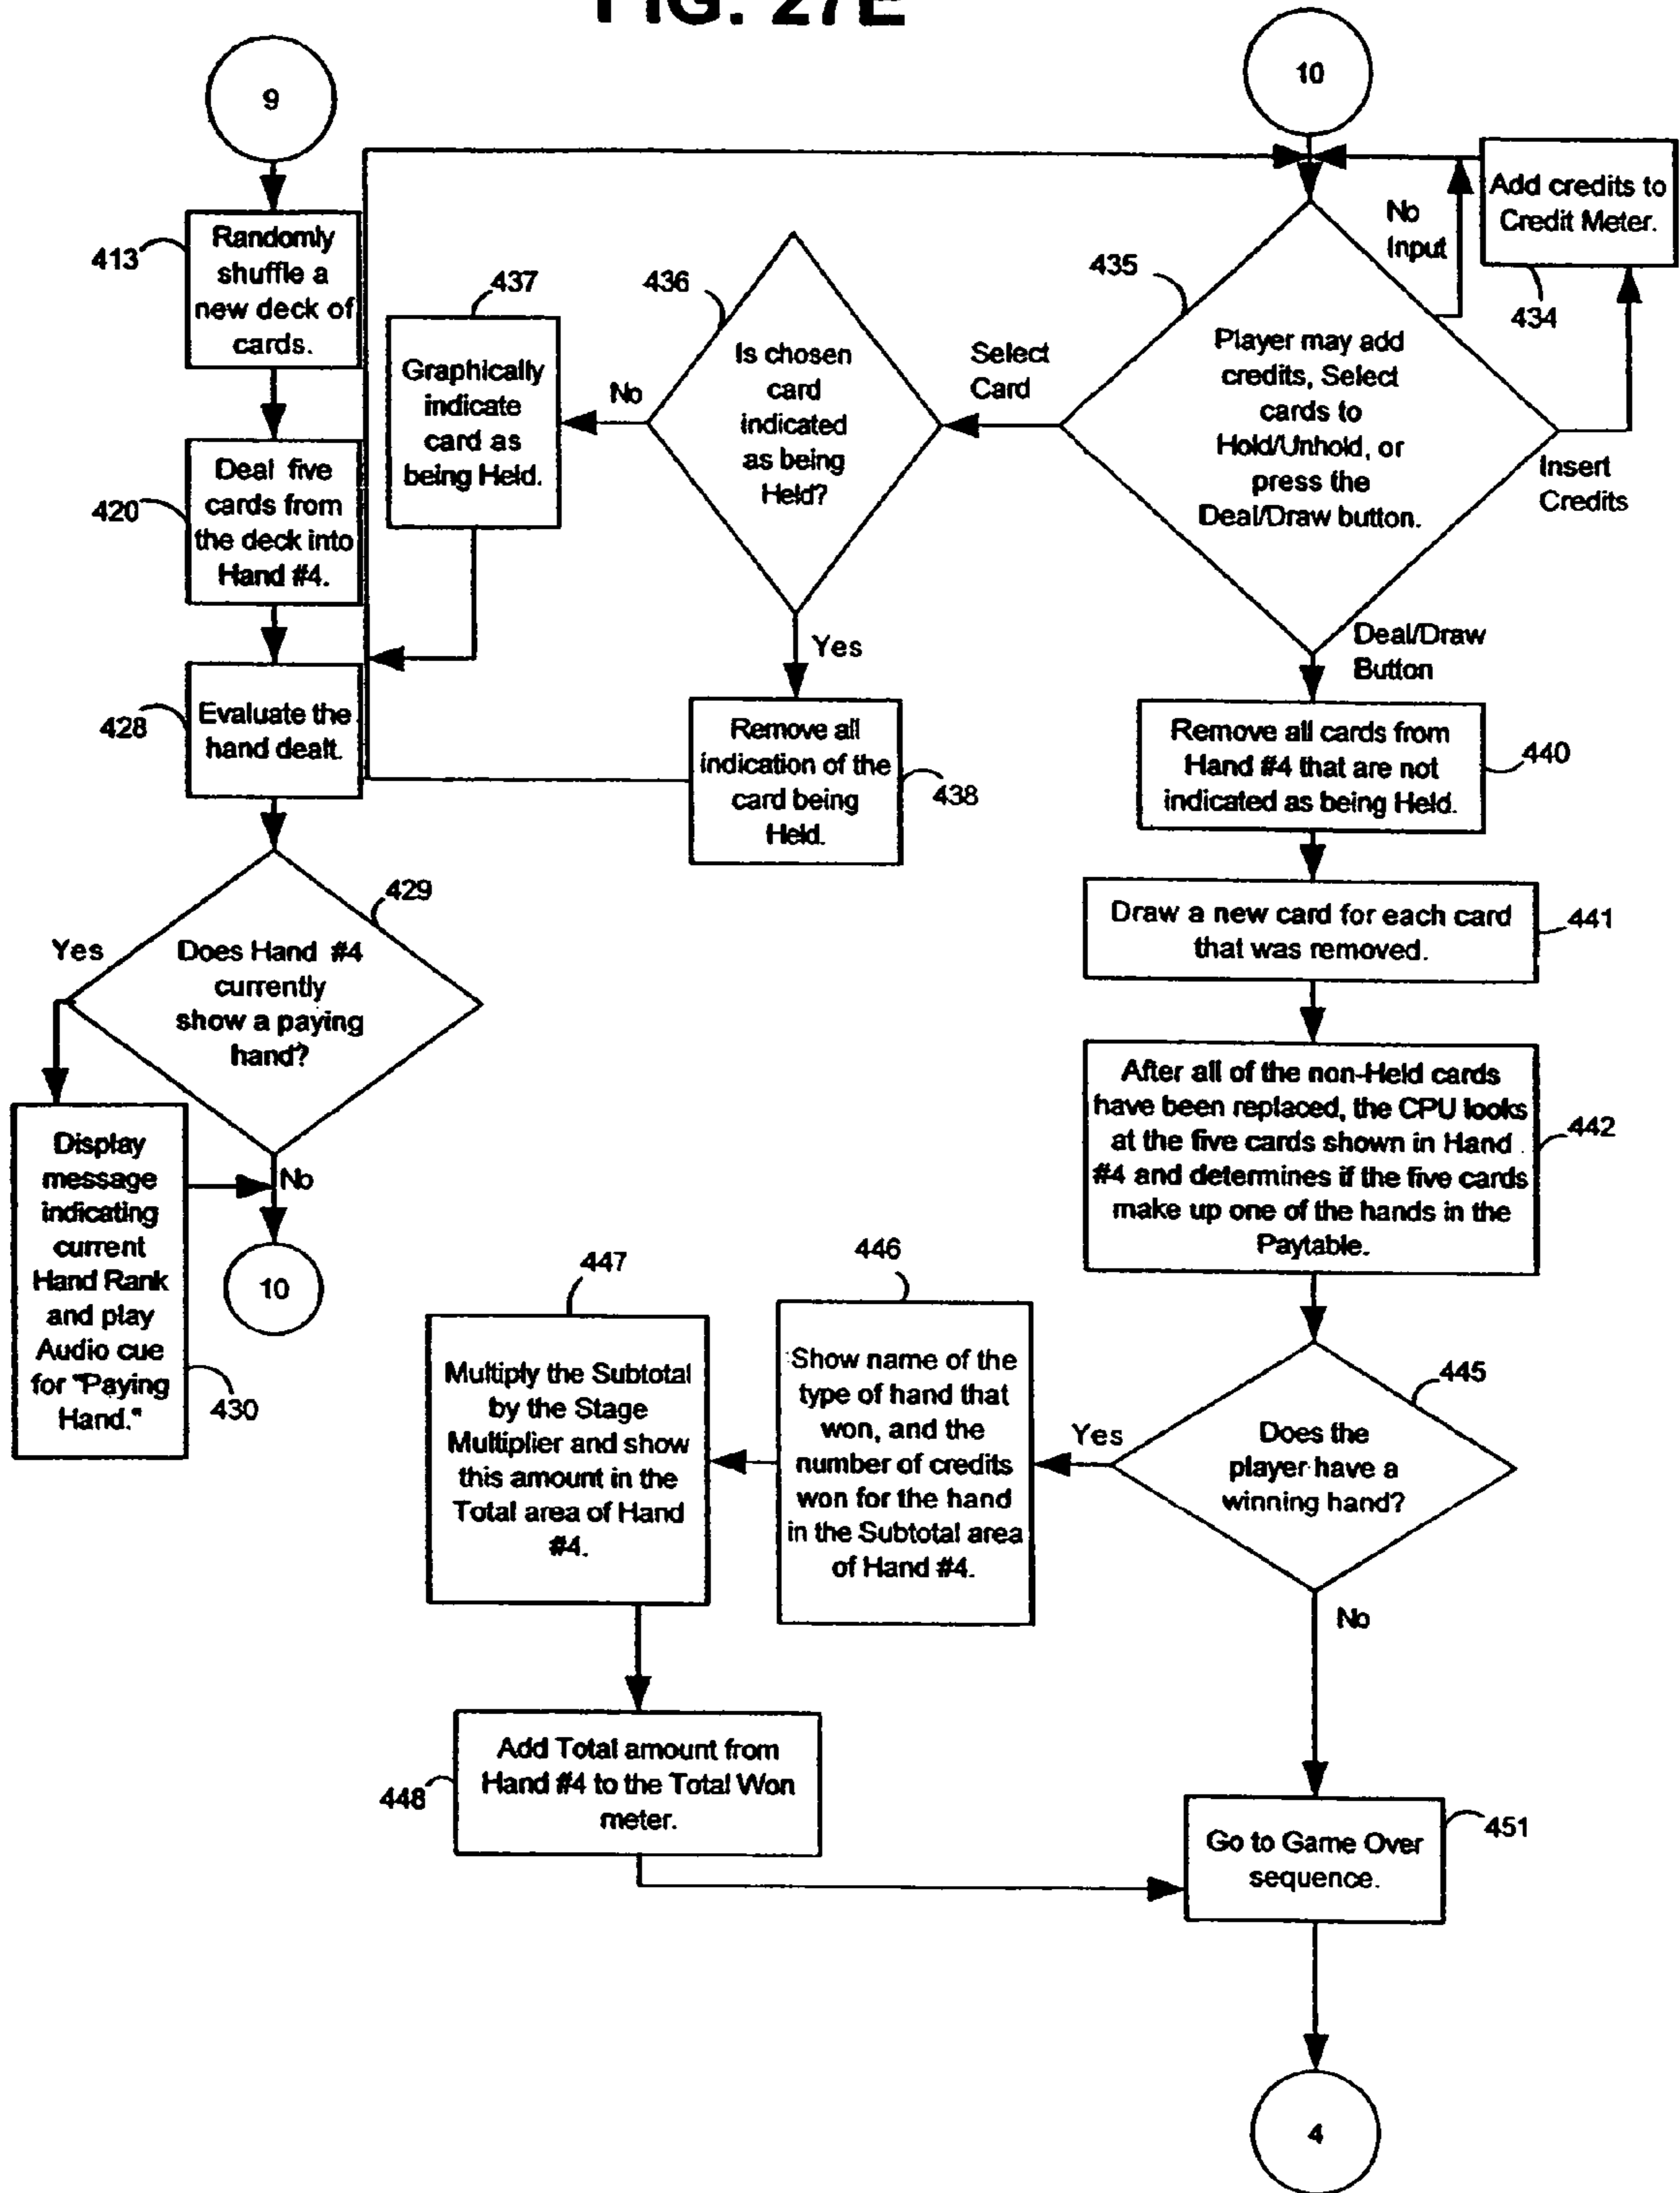 FIG. 27E
9
413
Randomly
shuffle a
new deck of
cards.
420
Deal five
cards from
the deck into
Hand #4.
428
Evaluate the
hand dealt.
429
Yes
Does Hand #4
currently
show a paying
hand?
No
Display
message
indicating
current
Hand Rank
and play
Audio cue
for "Paying
Hand."
430
10
10
No
Input
Add credits to
Credit Meter.
434
435
Player may add
credits, Select
cards to
Hold/Unhold, or
press the
Deal/Draw button.
Insert
Credits
Select
Card
436
Is chosen
card
indicated
as being
Held?
No
437
Graphically
indicate
card as
being Held.
Yes
Remove all
indication of the
card being
Held.
438
Deal/Draw
Button
Remove all cards from
Hand #4 that are not
indicated as being Held.
440
Draw a new card for each card
that was removed.
441
After all of the non-Held cards
have been replaced, the CPU looks
at the five cards shown in Hand
#4 and determines if the five cards
make up one of the hands in the
Paytable.
442
445
Does the
player have a
winning hand?
Yes
No
446
Show name of the
type of hand that
won, and the
number of credits
won for the hand
in the Subtotal area
of Hand #4.
447
Multiply the Subtotal
by the Stage
Multiplier and show
this amount in the
Total area of Hand
#4.
448
Add Total amount from
Hand #4 to the Total Won
meter.
451
Go to Game Over
sequence.
4